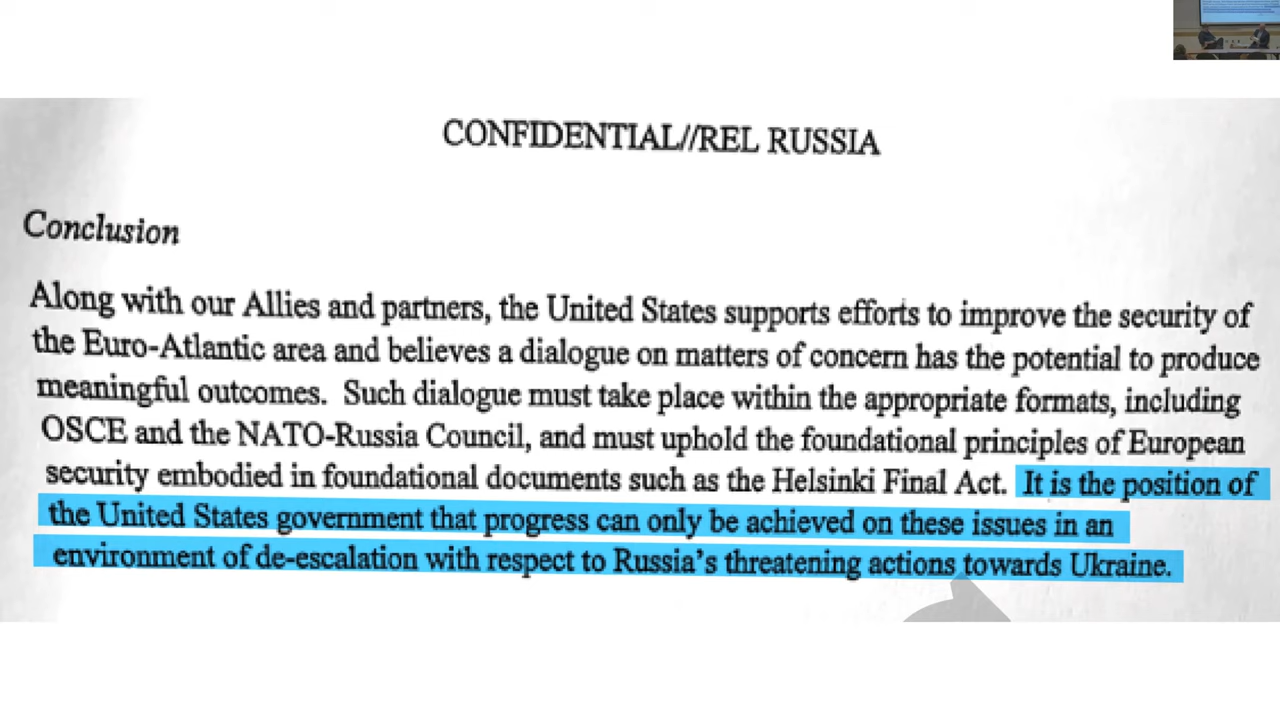 CONFIDENTIAL//REL RUSSIA
Conclusion
Along with our Allies and partners, the United States supports efforts to improve the security of
the Euro-Atlantic area and believes a dialogue on matters of concern has the potential to produce
meaningful outcomes. Such dialogue must take place within the appropriate formats, including
OSCE and the NATO-Russia Council, and must uphold the foundational principles of European
security embodied in foundational documents such as the Helsinki Final Act. It is the position of
the United States government that progress can only be achieved on these issues in an
environment of de-escalation with respect to Russia's threatening actions towards Ukraine.